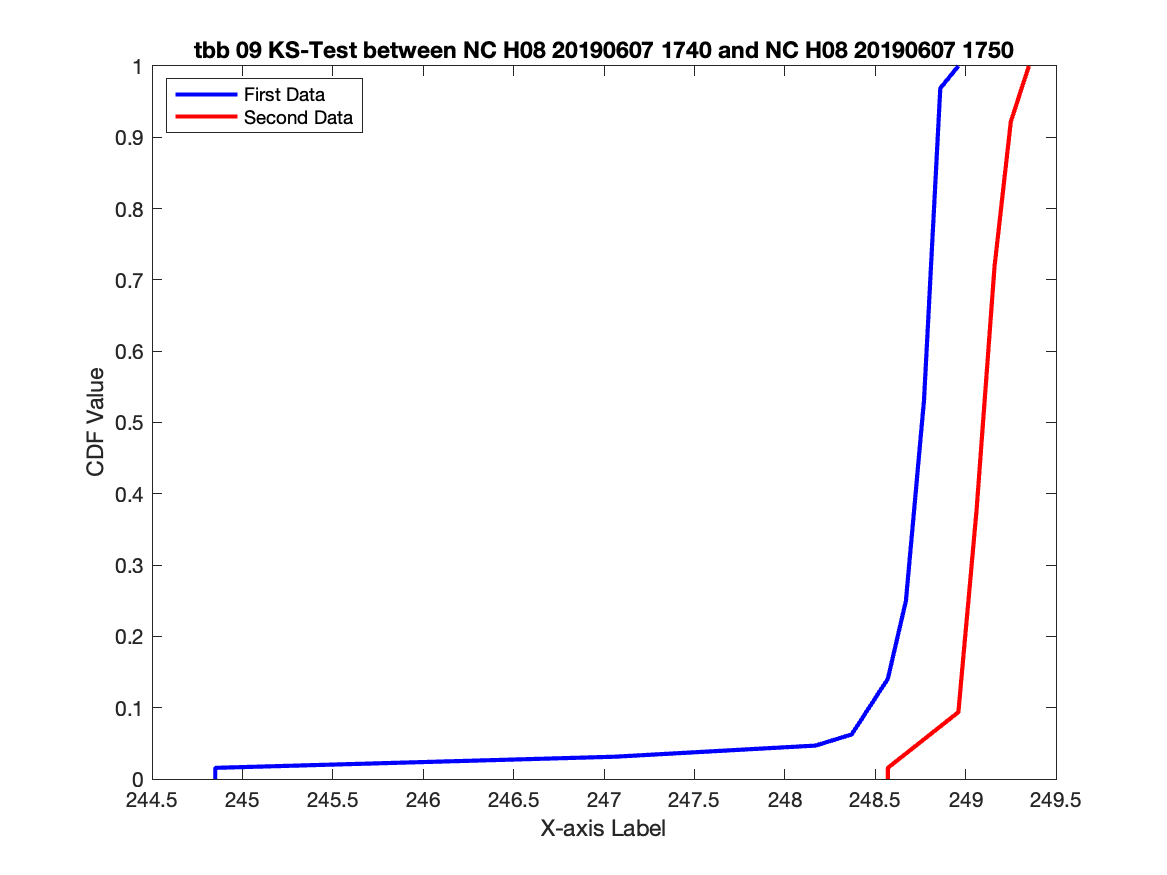 tbb 09 KS-Test between NC H08 20190607 1740 and NC H08 20190607 1750
First Data
Second Data
1
0.9
0.8
0.7
0.6
0.5
0.4
0.3
0.2
0.1
0
CDF Value
244.5 245 245.5 246 246.5 247 247.5 248 248.5 249 249.5
X-axis Label